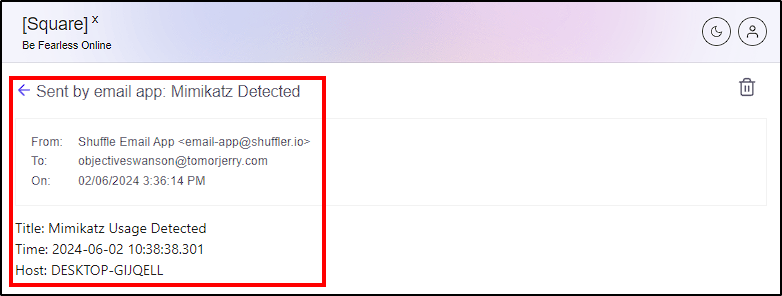 [Square] X
Be Fearless Online
Sent by email app: Mimikatz Detected
From: Shuffle Email App <email-app@shuffler.io>
To: objectiveswanson@tomorjerry.com
On: 02/06/2024 3:36:14 PM
Title: Mimikatz Usage Detected
Time: 2024-06-02 10:38:38.301
Host: DESKTOP-GIJQELL